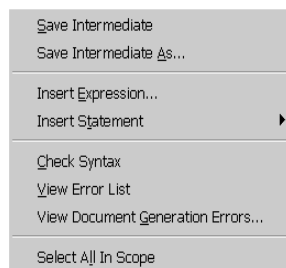 Save Intermediate
Save Intermediate As...
Insert Expression...
Insert Statement
Check Syntax
View Error List
View Document Generation Errors...
Select All In Scope